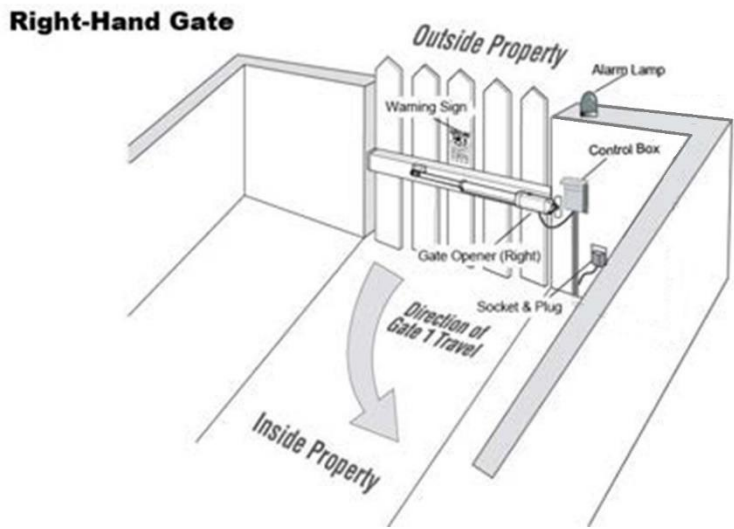 Right-Hand Gate
Outside Property
Alarm Lamp
Warning Sign
Control Box
Gate Opener (Right)
Socket & Plug
Direction of
Gate 1 Travel
Inside Property